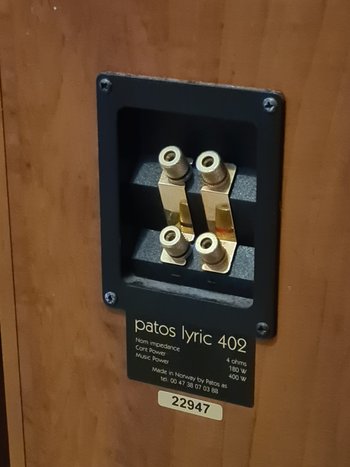 patos lyric 402
Nom impedance 4 ohms
Cont Power 180 W
Music Power 400 W
Made in Norway by Patos as
tel: 00 47 38 07 03 88
22947